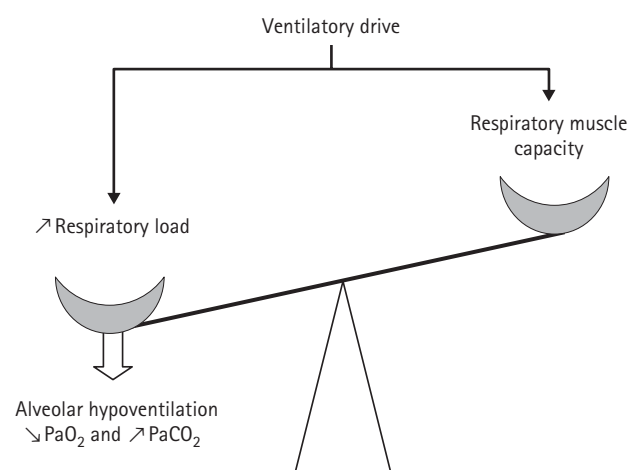 Ventilatory drive
Respiratory muscle
capacity
↗ Respiratory load
Alveolar hypoventilation
↘ PaO₂ and ↗ PaCO₂